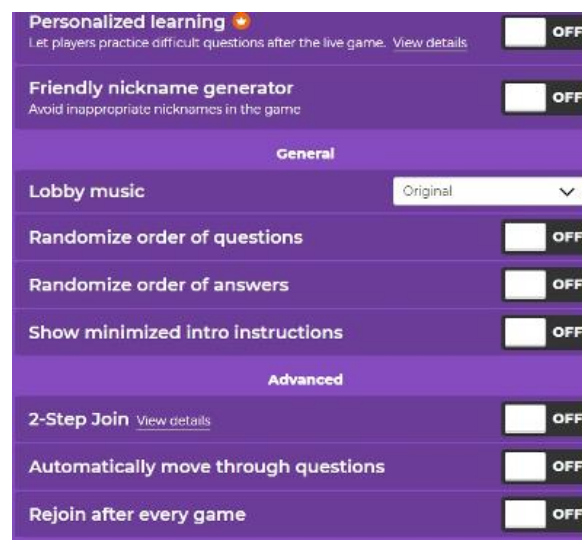 Personalized learning
OFF
Let players practice difficult questions after the live game. View details
Friendly nickname generator
OFF
Avoid inappropriate nicknames in the game
General
Lobby music Original
Randomize order of questions OFF
Randomize order of answers OFF
Show minimized intro instructions OFF
Advanced
2-Step Join View details OFF
Automatically move through questions OFF
Rejoin after every game OFF